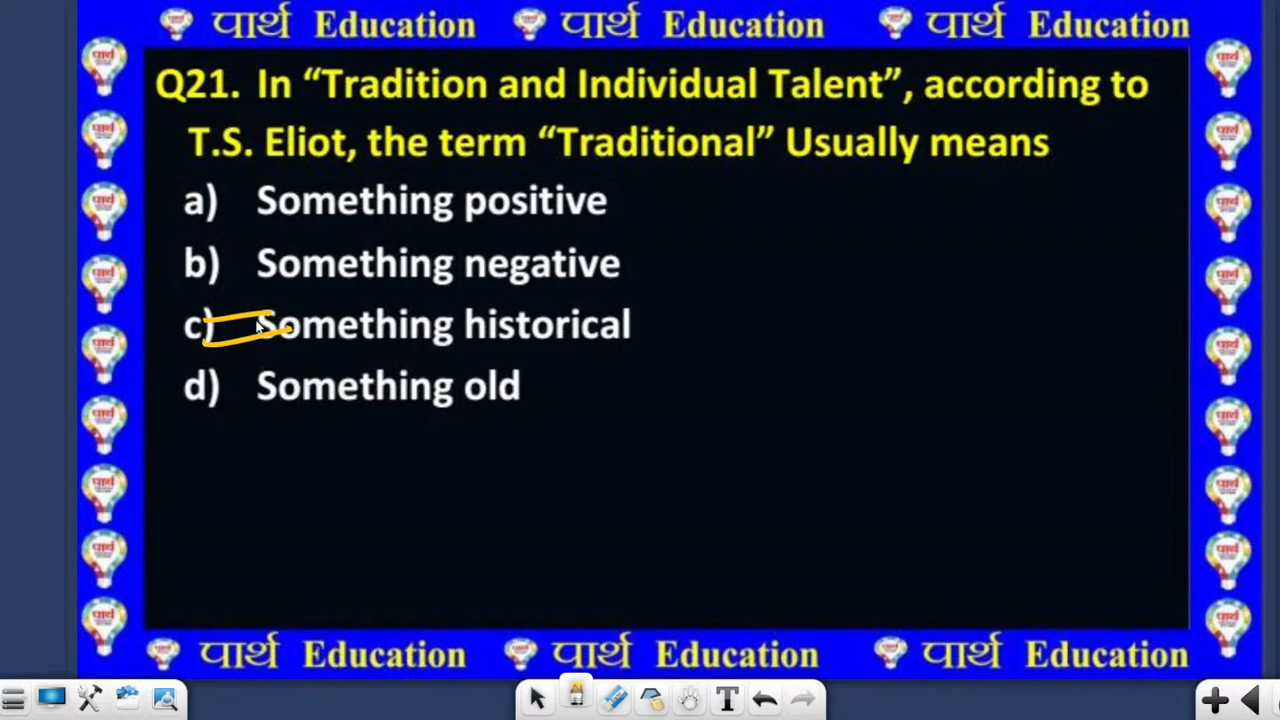 पार्थ Education पार्थ Education पार्थ Education
Q21. In “Tradition and Individual Talent”, according to
T.S. Eliot, the term “Traditional” Usually means
a) Something positive
b) Something negative
c) Something historical
d) Something old
पार्थ Education पार्थ Education पार्थ Education